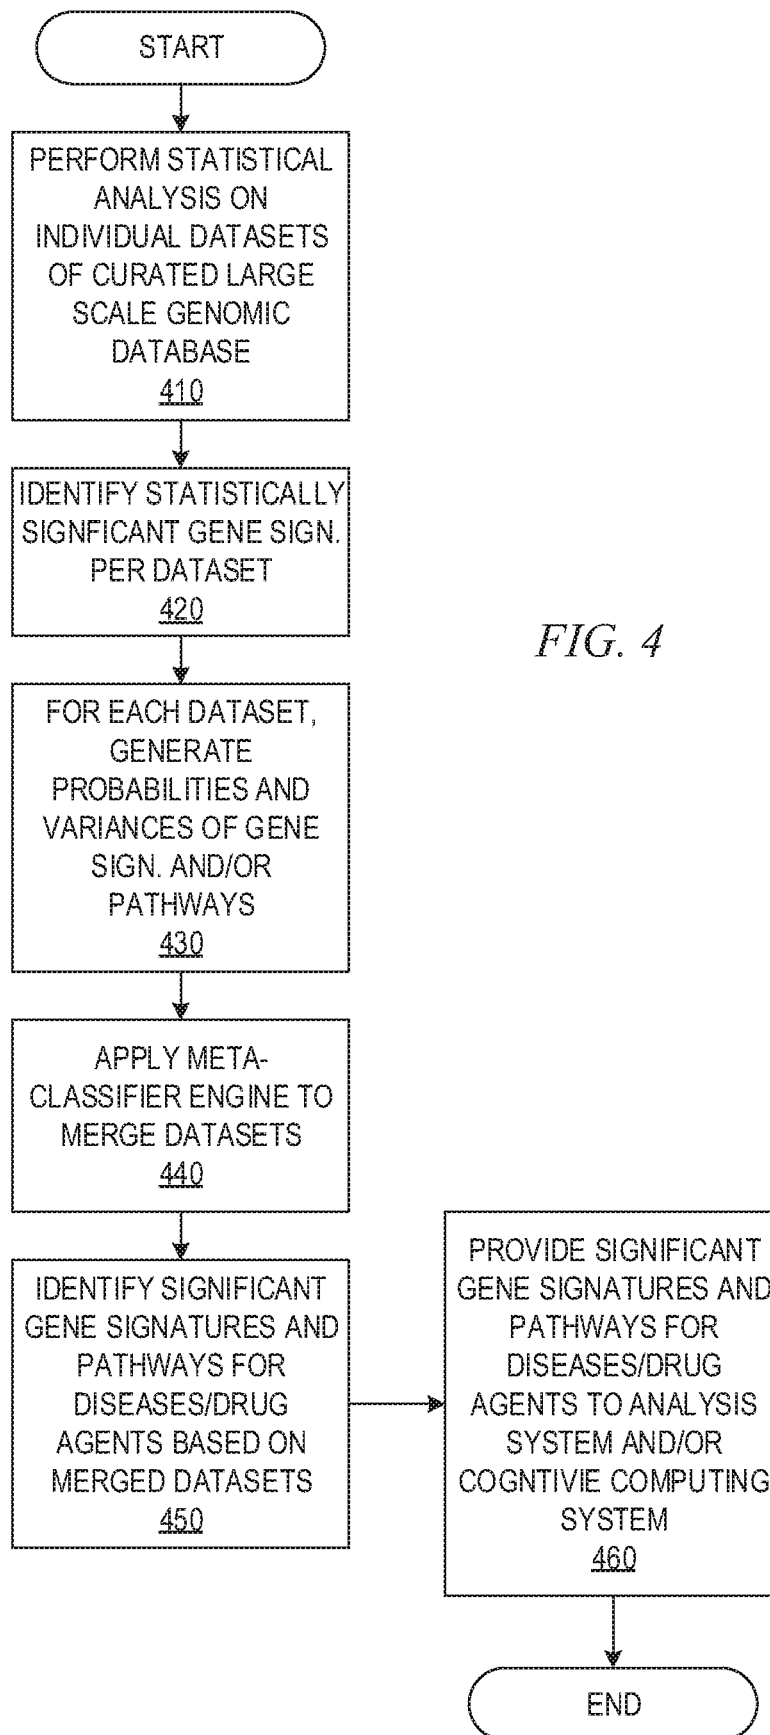 START
PERFORM STATISTICAL
ANALYSIS ON
INDIVIDUAL DATASETS
OF CURATED LARGE
SCALE GENOMIC
DATABASE
410
IDENTIFY STATISTICALLY
SIGNFICANT GENE SIGN.
PER DATASET
420
FIG. 4
FOR EACH DATASET,
GENERATE
PROBABILITIES AND
VARIANCES OF GENE
SIGN. AND/OR
PATHWAYS
430
APPLY META-
CLASSIFIER ENGINE TO
MERGE DATASETS
440
IDENTIFY SIGNIFICANT
GENE SIGNATURES AND
PATHWAYS FOR
DISEASES/DRUG
AGENTS BASED ON
MERGED DATASETS
450
PROVIDE SIGNIFICANT
GENE SIGNATURES AND
PATHWAYS FOR
DISEASES/DRUG
AGENTS TO ANALYSIS
SYSTEM AND/OR
COGNTIVIE COMPUTING
SYSTEM
460
END